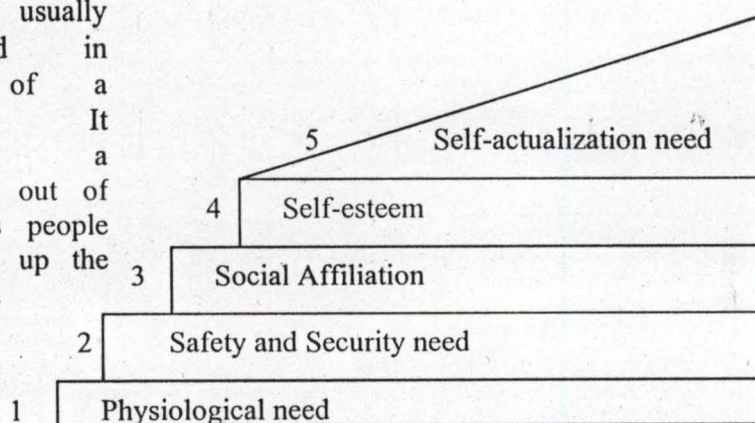 usually
in
of a
It
a
out of
people
up the
5 Self-actualization need
4 Self-esteem
3 Social Affiliation
2 Safety and Security need
1 Physiological need